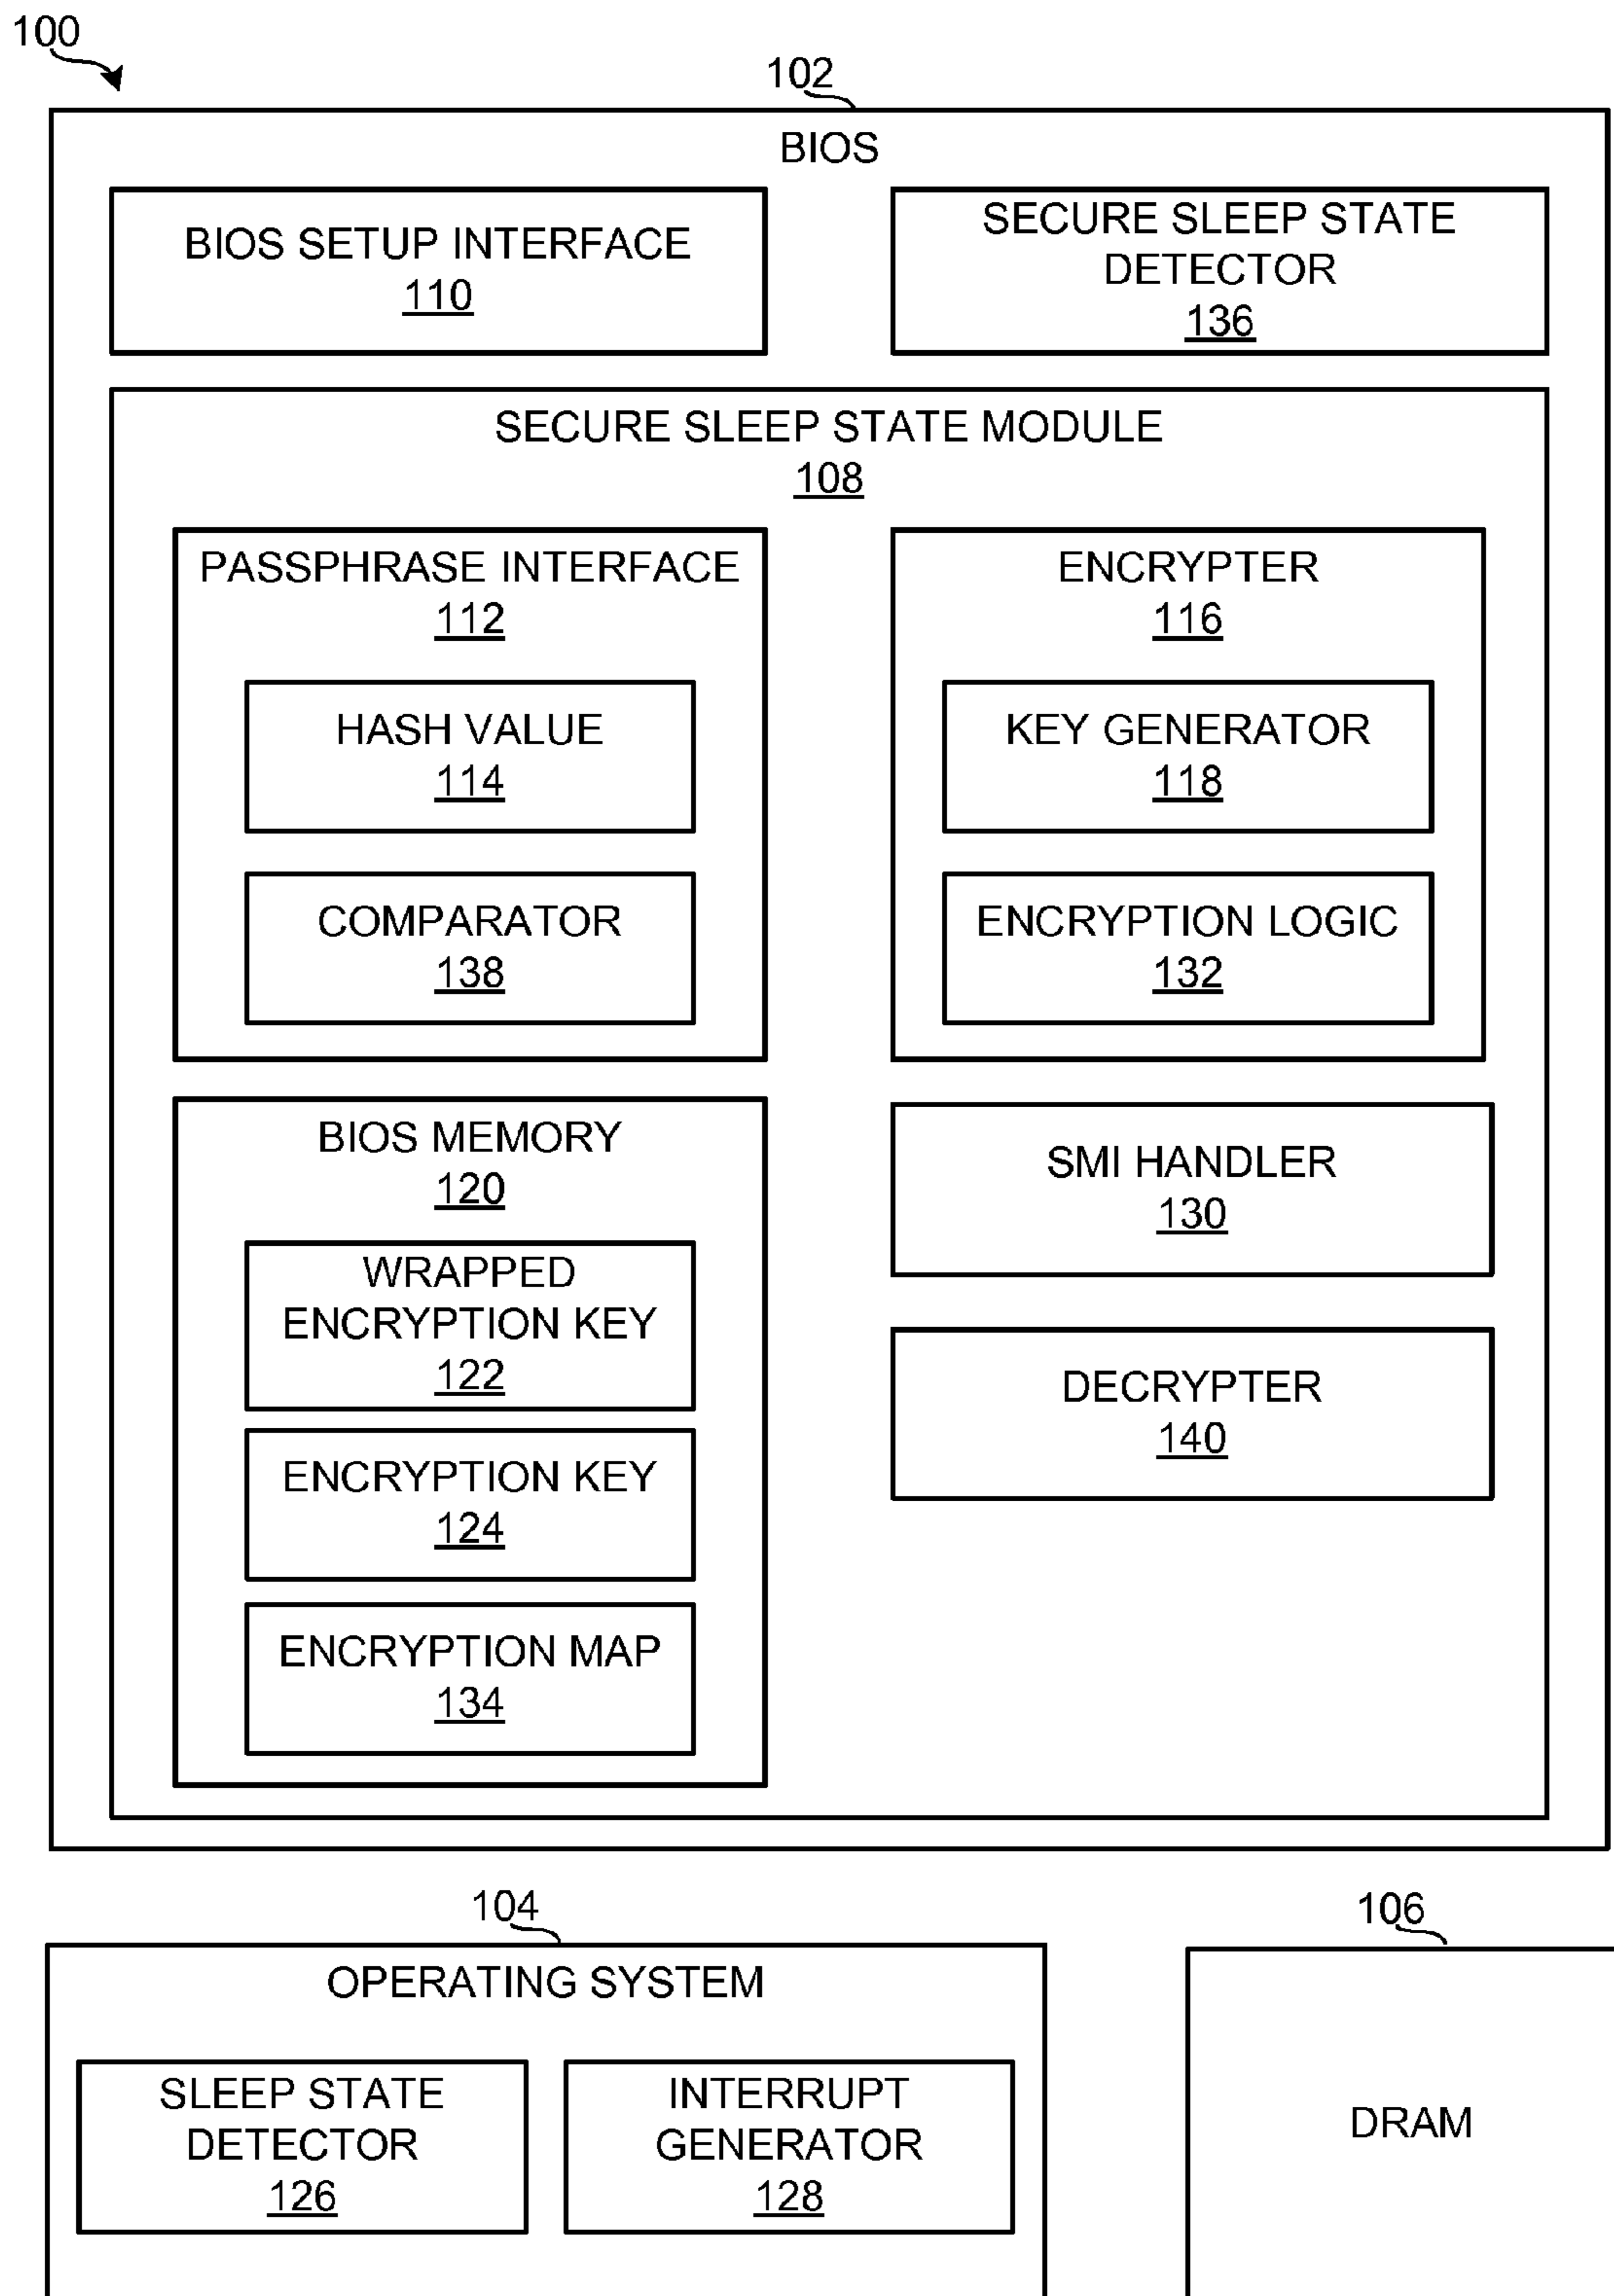 100
102
BIOS
BIOS SETUP INTERFACE
110
SECURE SLEEP STATE
DETECTOR
136
SECURE SLEEP STATE MODULE
108
PASSPHRASE INTERFACE
112
HASH VALUE
114
COMPARATOR
138
ENCRYPTER
116
KEY GENERATOR
118
ENCRYPTION LOGIC
132
BIOS MEMORY
120
WRAPPED
ENCRYPTION KEY
122
ENCRYPTION KEY
124
ENCRYPTION MAP
134
SMI HANDLER
130
DECRYPTER
140
104
OPERATING SYSTEM
SLEEP STATE
DETECTOR
126
INTERRUPT
GENERATOR
128
106
DRAM